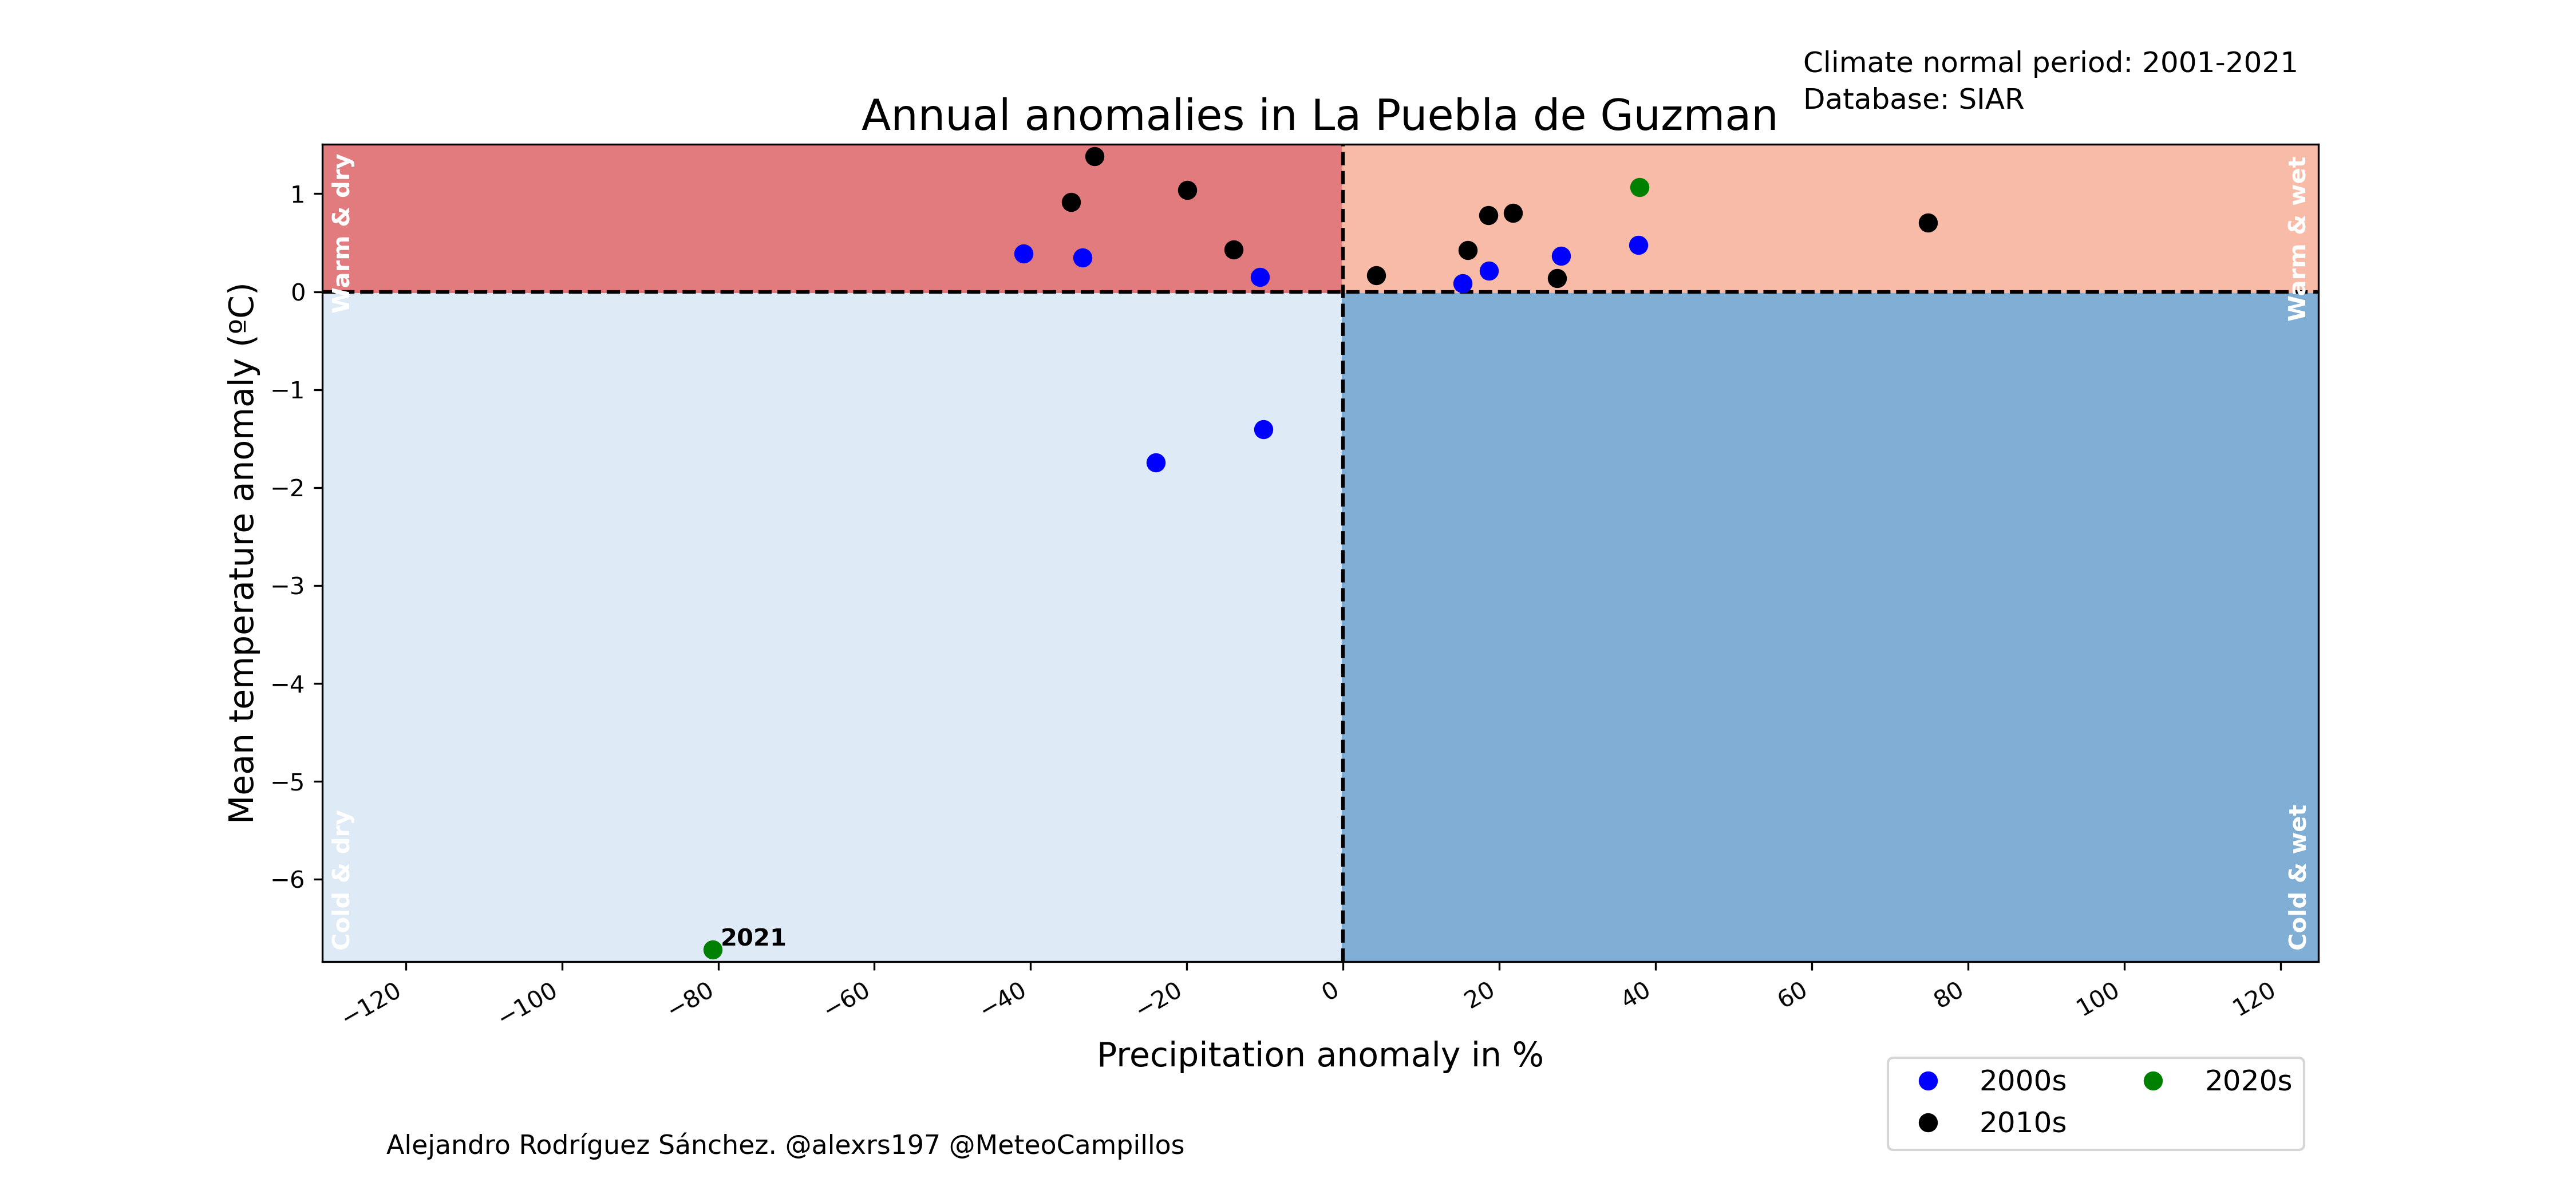 Climate normal period: 2001-2021
Database: SIAR
Annual anomalies in La Puebla de Guzman
Mean temperature anomaly (ºC)
1
0
−1
−2
−3
−4
−5
−6
Warm & dry
Warm & wet
Cold & dry
Cold & wet
2021
−120
−100
−80
−60
−40
−20
0
20
40
60
80
100
120
Precipitation anomaly in %
2000s
2010s
2020s
Alejandro Rodríguez Sánchez. @alexrs197 @MeteoCampillos